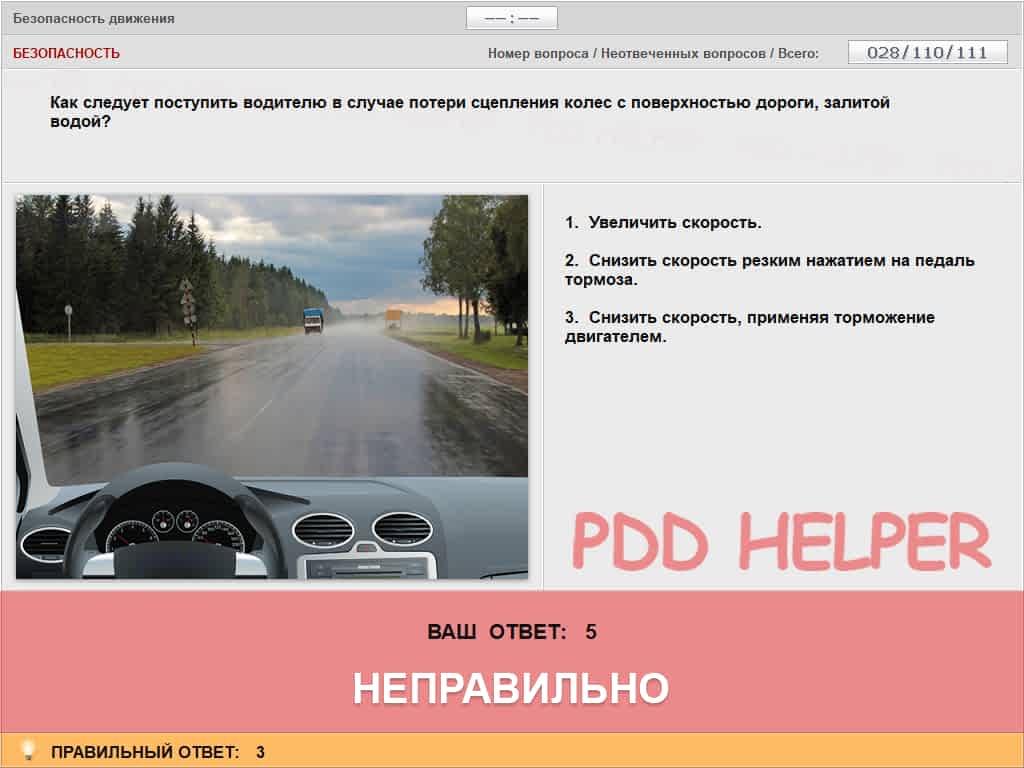 Безопасность движения
––:––
БЕЗОПАСНОСТЬ
Номер вопроса / Неотвеченных вопросов / Всего:
028/110/111
Как следует поступить водителю в случае потери сцепления колес с поверхностью дороги, залитой
водой?
1. Увеличить скорость.
2. Снизить скорость резким нажатием на педаль
тормоза.
3. Снизить скорость, применяя торможение
двигателем.
PDD HELPER
ВАШ ОТВЕТ: 5
НЕПРАВИЛЬНО
ПРАВИЛЬНЫЙ ОТВЕТ: 3